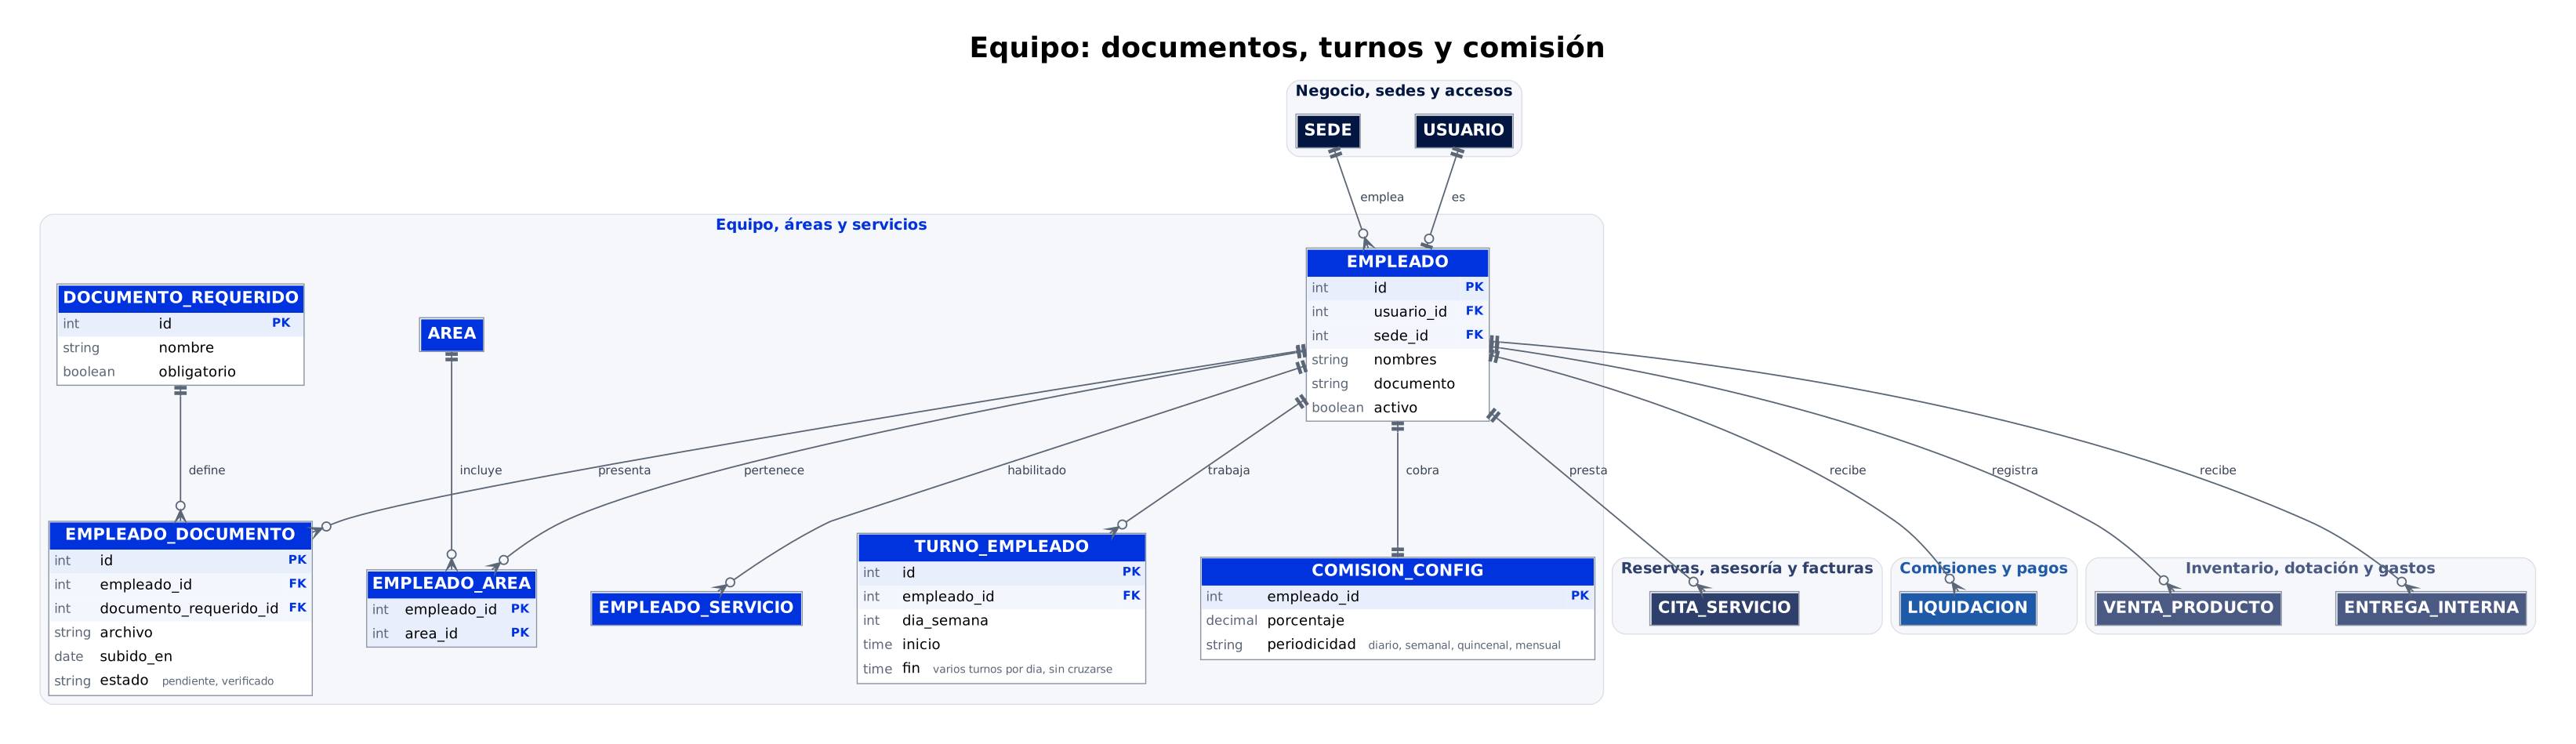 Equipo: documentos, turnos y comisión
Negocio, sedes y accesos
SEDE
USUARIO
emplea
es
Equipo, áreas y servicios
EMPLEADO
int id PK
int usuario_id FK
int sede_id FK
string nombres
string documento
boolean activo
DOCUMENTO_REQUERIDO
int id PK
string nombre
boolean obligatorio
AREA
define
incluye
presenta
pertenece
habilitado
trabaja
cobra
presta
recibe
registra
recibe
EMPLEADO_DOCUMENTO
int id PK
int empleado_id FK
int documento_requerido_id FK
string archivo
date subido_en
string estado pendiente, verificado
EMPLEADO_AREA
int empleado_id PK
int area_id PK
EMPLEADO_SERVICIO
TURNO_EMPLEADO
int id PK
int empleado_id FK
int dia_semana
time inicio
time fin varios turnos por dia, sin cruzarse
COMISION_CONFIG
int empleado_id PK
decimal porcentaje
string periodicidad diario, semanal, quincenal, mensual
Reservas, asesoría y facturas
CITA_SERVICIO
Comisiones y pagos
LIQUIDACION
Inventario, dotación y gastos
VENTA_PRODUCTO
ENTREGA_INTERNA